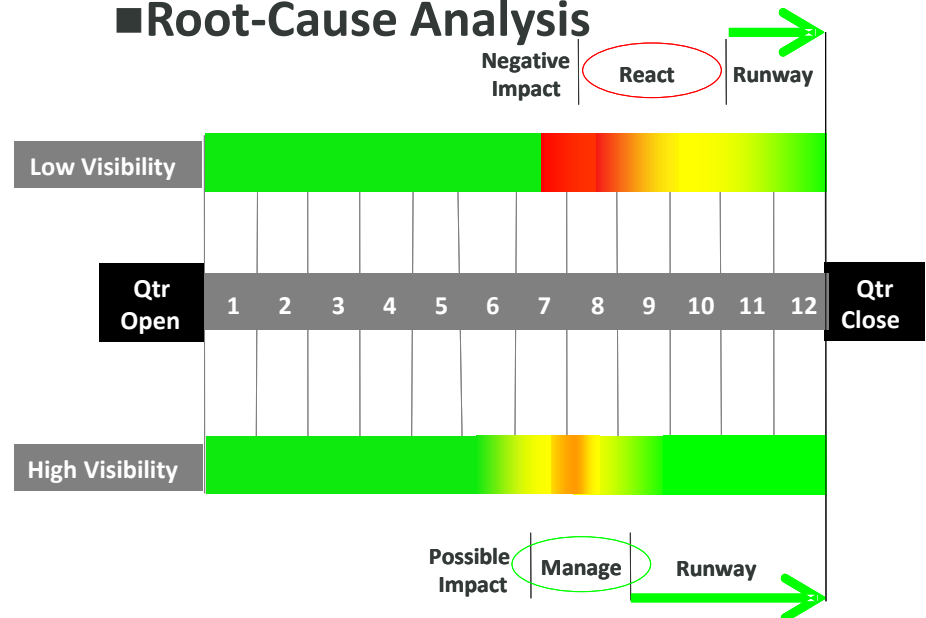 ■Root-Cause Analysis
Negative
Impact
React
Runway
Low Visibility
Qtr
Open
1 2 3 4 5 6 7 8 9 10 11 12
Qtr
Close
High Visibility
Possible
Impact
Manage
Runway